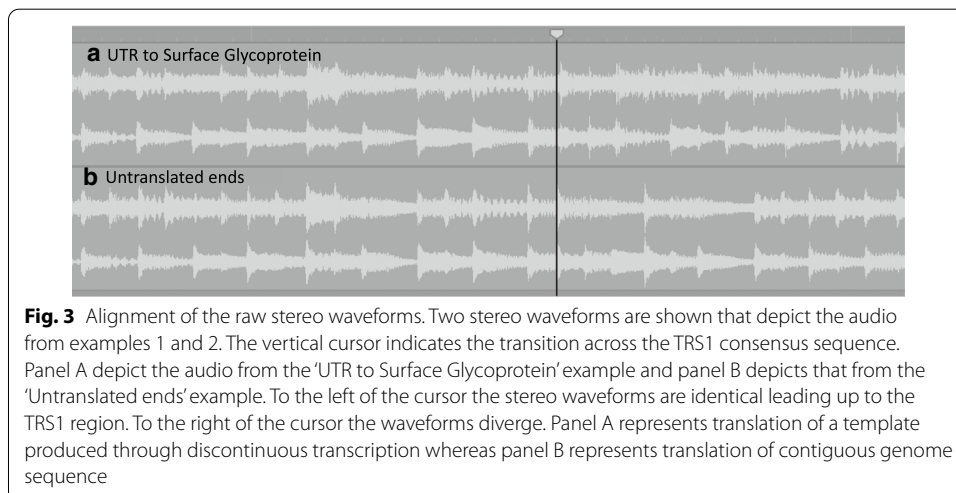 a UTR to Surface Glycoprotein
b Untranslated ends
Fig. 3 Alignment of the raw stereo waveforms. Two stereo waveforms are shown that depict the audio
from examples 1 and 2. The vertical cursor indicates the transition across the TRS1 consensus sequence.
Panel A depict the audio from the ‘UTR to Surface Glycoprotein’ example and panel B depicts that from the
‘Untranslated ends’ example. To the left of the cursor the stereo waveforms are identical leading up to the
TRS1 region. To the right of the cursor the waveforms diverge. Panel A represents translation of a template
produced through discontinuous transcription whereas panel B represents translation of contiguous genome
sequence